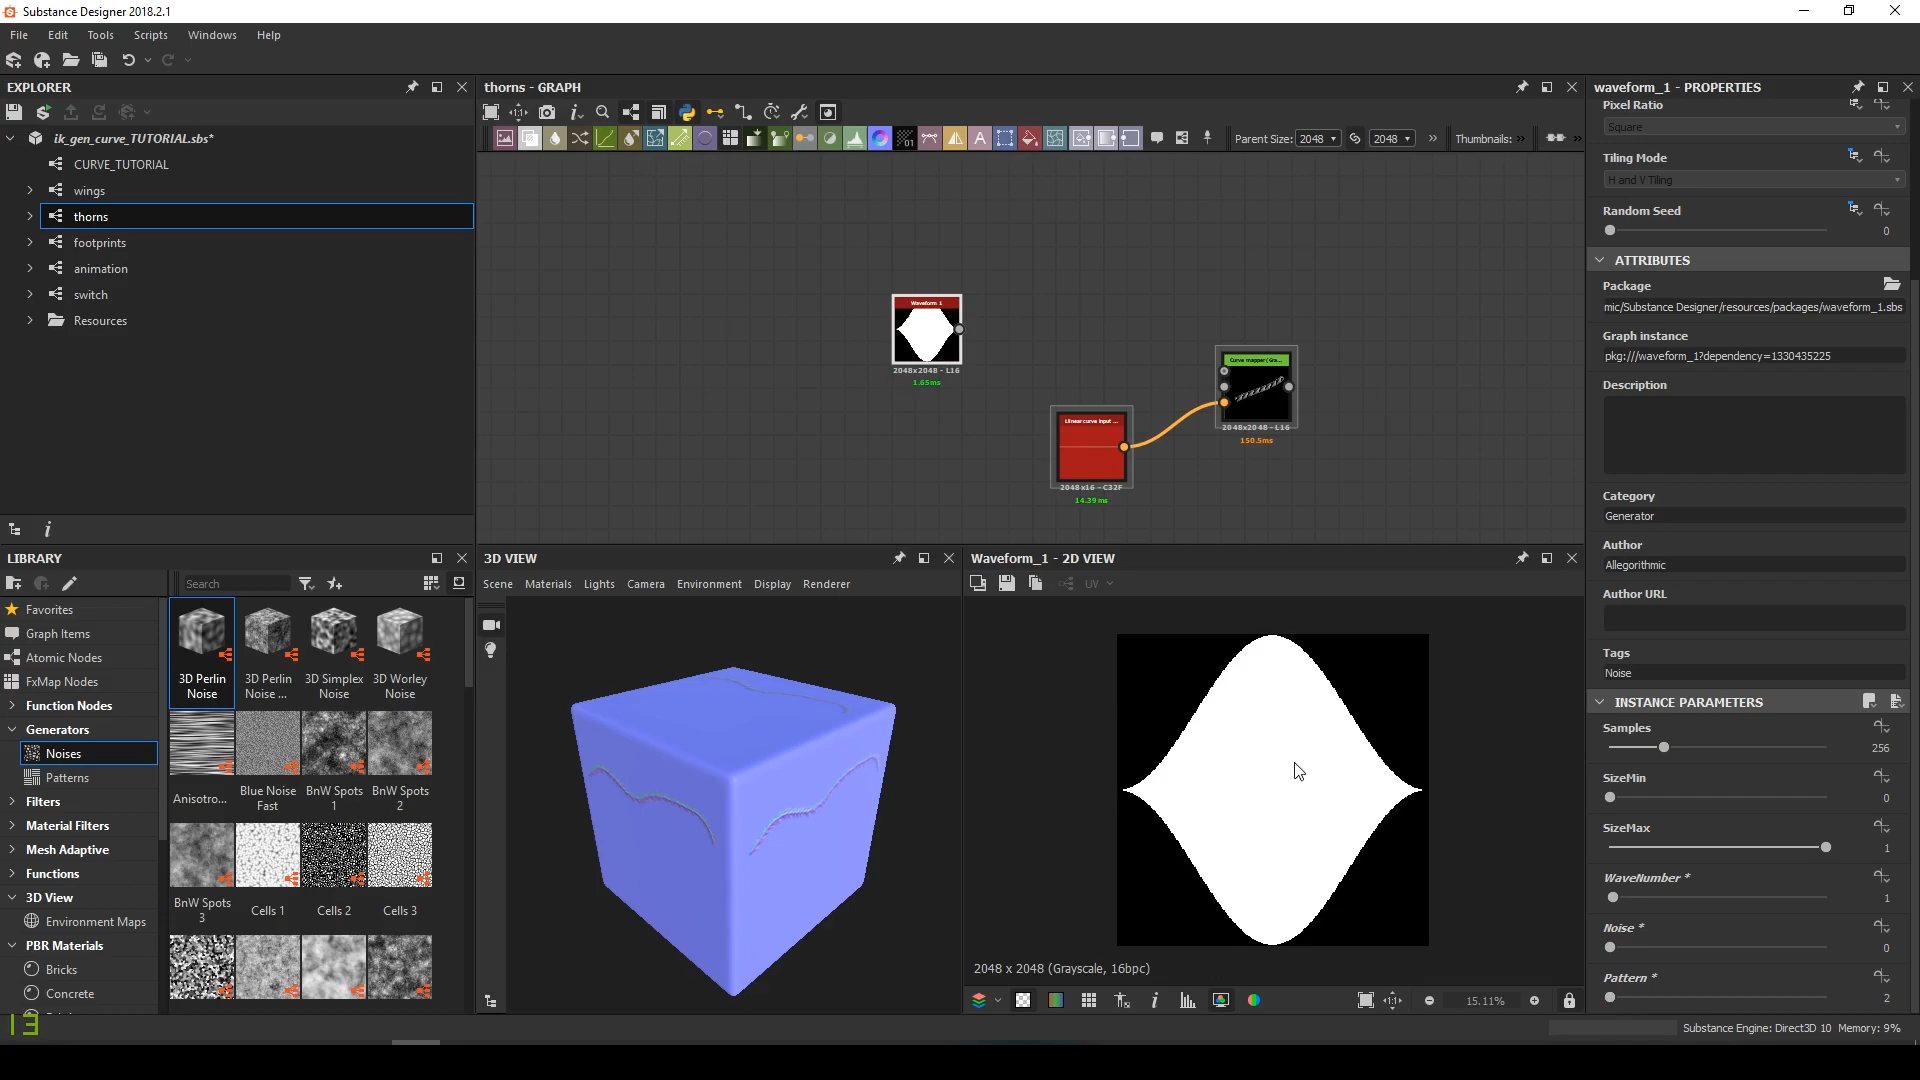 Substance Designer 2018.2.1
File Edit Tools Scripts Windows Help
EXPLORER
ik_gen_curve_TUTORIAL.sbs*
CURVE_TUTORIAL
wings
thorns
footprints
animation
switch
Resources
LIBRARY
Search
Favorites
Graph Items
Atomic Nodes
FxMap Nodes
Function Nodes
Generators
Noises
Patterns
Filters
Material Filters
Mesh Adaptive
Functions
3D View
Environment Maps
PBR Materials
Bricks
Concrete
3D Perlin Noise
3D Perlin Noise ...
3D Simplex Noise
3D Worley Noise
Anisotro...
Blue Noise Fast
BnW Spots 1
BnW Spots 2
BnW Spots 3
Cells 1
Cells 2
Cells 3
13
thorns - GRAPH
Parent Size: 2048 2048 Thumbnails:
Waveform 1
2048x2048 - L16
1.65ms
Linear curve input ...
2048x16 - C32F
14.39ms
Curve mapper (Gra...
2048x2048 - L16
150.5ms
3D VIEW
Scene Materials Lights Camera Environment Display Renderer
Waveform_1 - 2D VIEW
UV
2048 x 2048 (Grayscale, 16bpc)
15.11%
waveform_1 - PROPERTIES
Pixel Ratio
Square
Tiling Mode
H and V Tiling
Random Seed
0
ATTRIBUTES
Package
mic/Substance Designer/resources/packages/waveform_1.sbs
Graph instance
pkg:///waveform_1?dependency=1330435225
Description
Category
Generator
Author
Allegorithmic
Author URL
Tags
Noise
INSTANCE PARAMETERS
Samples
256
SizeMin
0
SizeMax
1
WaveNumber *
1
Noise *
0
Pattern *
2
Substance Engine: Direct3D 10 Memory: 9%